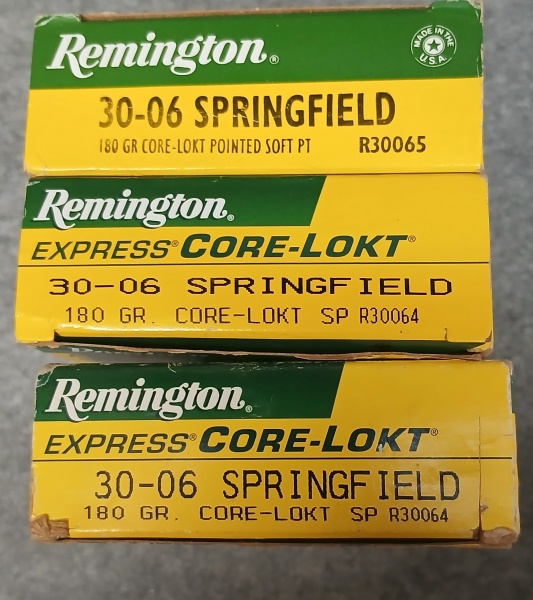 Remington®
MADE IN THE U.S.A.
30-06 SPRINGFIELD
180 GR CORE-LOKT POINTED SOFT PT R30065
Remington®
EXPRESS® CORE-LOKT®
30-06 SPRINGFIELD
180 GR. CORE-LOKT SP R30064
Remington®
EXPRESS® CORE-LOKT®
30-06 SPRINGFIELD
180 GR. CORE-LOKT SP R30064